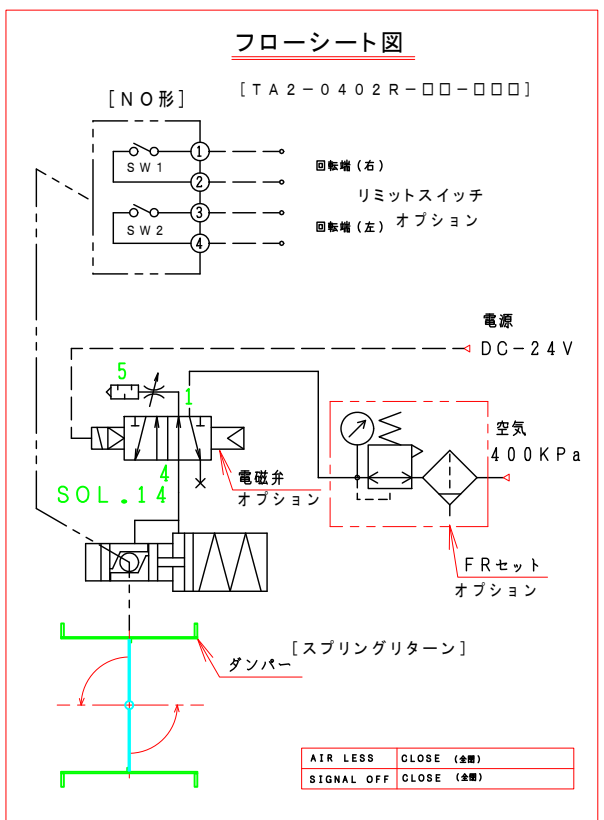 フローシート図
[TA2-0402R-□□-□□□]
[NO形]
SW1
SW2
1
2
3
4
回転端(右)
リミットスイッチ
回転端(左)
オプション
電源
DC-24V
5
1
4
SOL.14
電磁弁
オプション
空気
400KPa
FRセット
オプション
[スプリングリターン]
ダンパー
AIR LESS CLOSE (全閉)
SIGNAL OFF CLOSE (全閉)